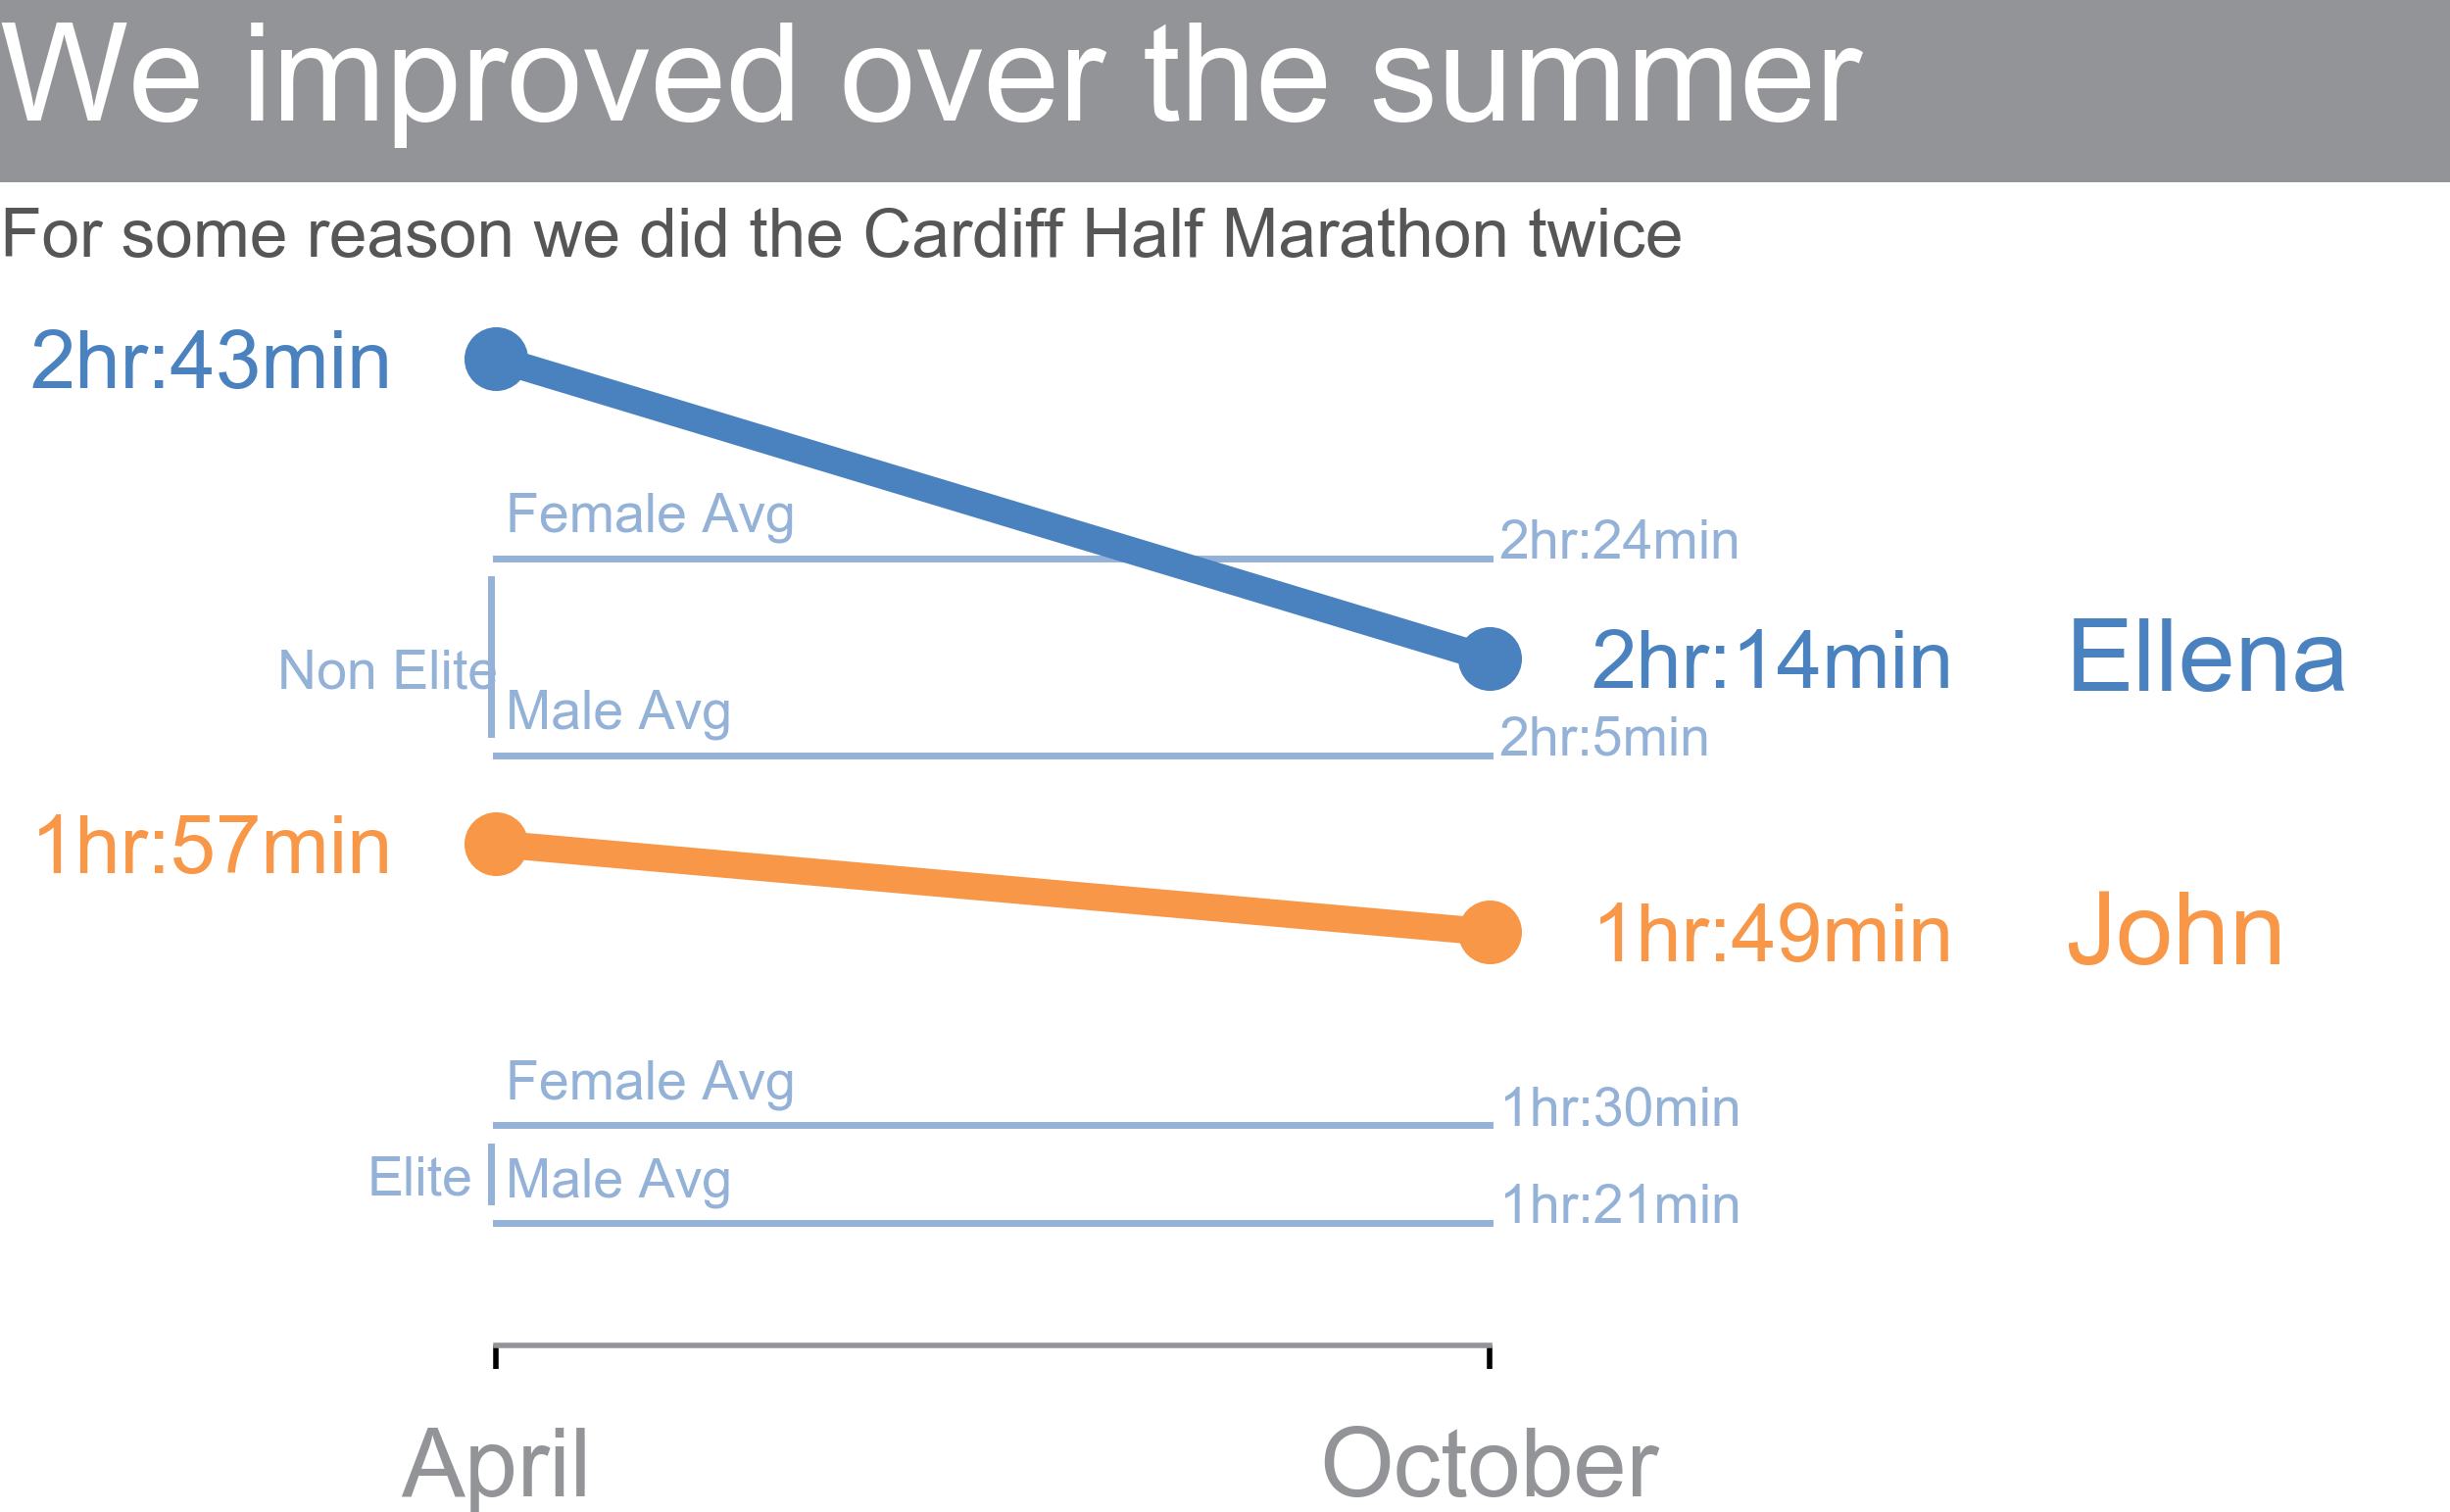 We improved over the summer
For some reason we did the Cardiff Half Marathon twice
2hr:43min
Female Avg
2hr:24min
Non Elite
2hr:14min Ellena
Male Avg
2hr:5min
1hr:57min
1hr:49min John
Female Avg
1hr:30min
Elite
Male Avg
1hr:21min
April October